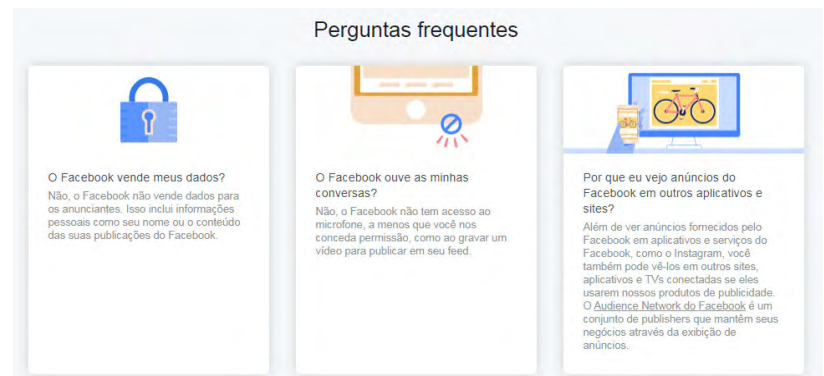 Perguntas frequentes
O Facebook vende meus dados?
Não, o Facebook não vende dados para
os anunciantes. Isso inclui informações
pessoais como seu nome ou o conteúdo
das suas publicações do Facebook.
O Facebook ouve as minhas
conversas?
Não, o Facebook não tem acesso ao
microfone, a menos que você nos
conceda permissão, como ao gravar um
vídeo para publicar em seu feed.
Por que eu vejo anúncios do
Facebook em outros aplicativos e
sites?
Além de ver anúncios fornecidos pelo
Facebook em aplicativos e serviços do
Facebook, como o Instagram, você
também pode vê-los em outros sites,
aplicativos e TVs conectadas se eles
usarem nossos produtos de publicidade.
O Audience Network do Facebook é um
conjunto de publishers que mantêm seus
negócios através da exibição de
anúncios.